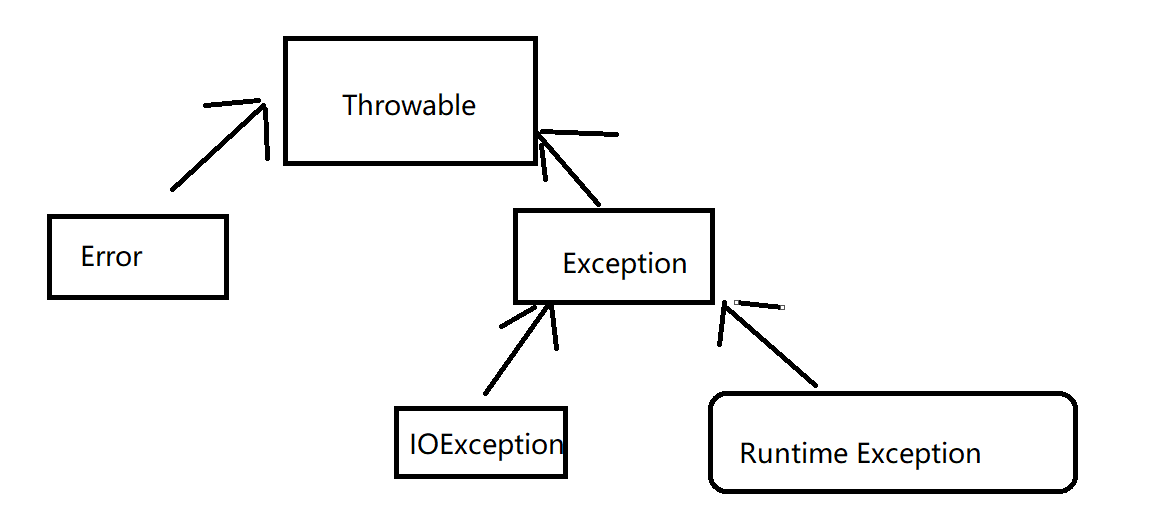 Throwable
Error
Exception
IOException
Runtime Exception